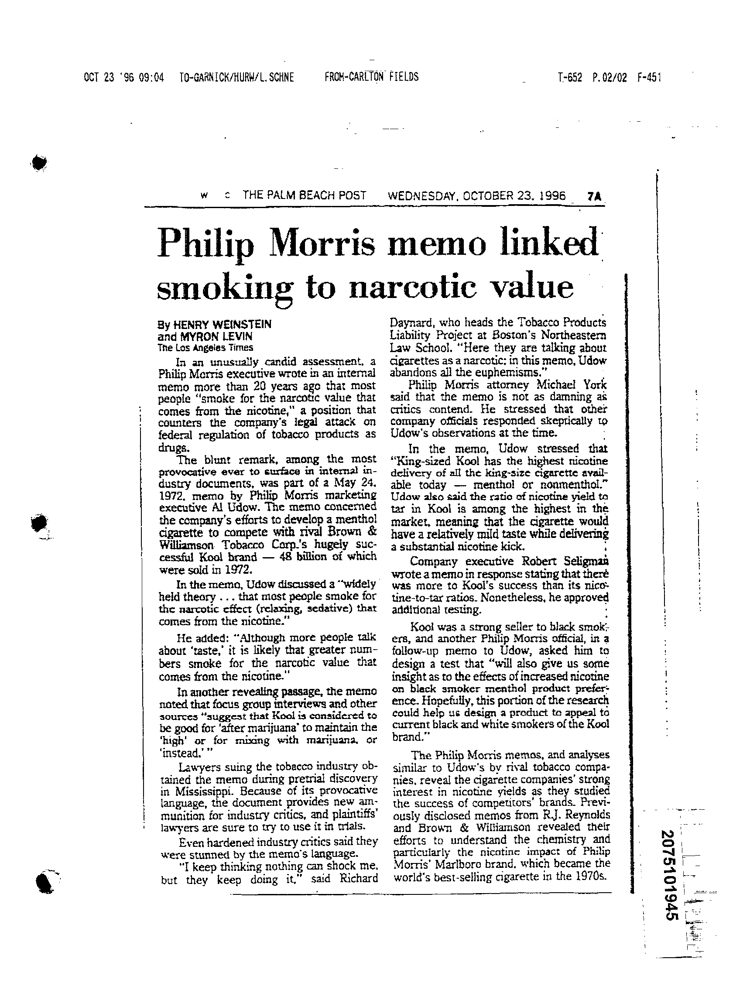 OCT 23 '96 09:04 TO-GARNICK/HURW/L.SCHNE FROM-CARLTON FIELDS T-652 P.02/02 F-451
W C THE PALM BEACH POST WEDNESDAY, OCTOBER 23, 1996 7A
Philip Morris memo linked
smoking to narcotic value
By HENRY WEINSTEIN
and MYRON LEVIN
The Los Angeles Times
In an unusually candid assessment, a
Philip Morris executive wrote in an internal
memo more than 20 years ago that most
people “smoke for the narcotic value that
comes from the nicotine,” a position that
counters the company's legal attack on
federal regulation of tobacco products as
drugs.
The blunt remark, among the most
provocative ever to surface in internal in-
dustry documents, was part of a May 24,
1972, memo by Philip Morris marketing
executive Al Udow. The memo concerned
the company's efforts to develop a menthol
cigarette to compete with rival Brown &
Williamson Tobacco Corp.'s hugely suc-
cessful Kool brand — 48 billion of which
were sold in 1972.
In the memo, Udow discussed a “widely
held theory . . . that most people smoke for
the narcotic effect (relaxing, sedative) that
comes from the nicotine.”
He added: “Although more people talk
about ‘taste,’ it is likely that greater num-
bers smoke for the narcotic value that
comes from the nicotine.”
In another revealing passage, the memo
noted that focus group interviews and other
sources “suggest that Kool is considered to
be good for ‘after marijuana’ to maintain the
‘high’ or for mixing with marijuana, or
‘instead.’ ”
Lawyers suing the tobacco industry ob-
tained the memo during pretrial discovery
in Mississippi. Because of its provocative
language, the document provides new am-
munition for industry critics, and plaintiffs'
lawyers are sure to try to use it in trials.
Even hardened industry critics said they
were stunned by the memo's language.
“I keep thinking nothing can shock me,
but they keep doing it,” said Richard
Daynard, who heads the Tobacco Products
Liability Project at Boston's Northeastern
Law School. “Here they are talking about
cigarettes as a narcotic; in this memo, Udow
abandons all the euphemisms.”
Philip Morris attorney Michael York
said that the memo is not as damning as
critics contend. He stressed that other
company officials responded skeptically to
Udow's observations at the time.
In the memo, Udow stressed that
“King-sized Kool has the highest nicotine
delivery of all the king-size cigarette avail-
able today — menthol or nonmenthol.”
Udow also said the ratio of nicotine yield to
tar in Kool is among the highest in the
market, meaning that the cigarette would
have a relatively mild taste while delivering
a substantial nicotine kick.
Company executive Robert Seligman
wrote a memo in response stating that there
was more to Kool's success than its nico-
tine-to-tar ratios. Nonetheless, he approved
additional testing.
Kool was a strong seller to black smok-
ers, and another Philip Morris official, in a
follow-up memo to Udow, asked him to
design a test that “will also give us some
insight as to the effects of increased nicotine
on black smoker menthol product prefer-
ence. Hopefully, this portion of the research
could help us design a product to appeal to
current black and white smokers of the Kool
brand.”
The Philip Morris memos, and analyses
similar to Udow's by rival tobacco compa-
nies, reveal the cigarette companies' strong
interest in nicotine yields as they studied
the success of competitors' brands. Previ-
ously disclosed memos from R.J. Reynolds
and Brown & Williamson revealed their
efforts to understand the chemistry and
particularly the nicotine impact of Philip
Morris' Marlboro brand, which became the
world's best-selling cigarette in the 1970s.
2075101945